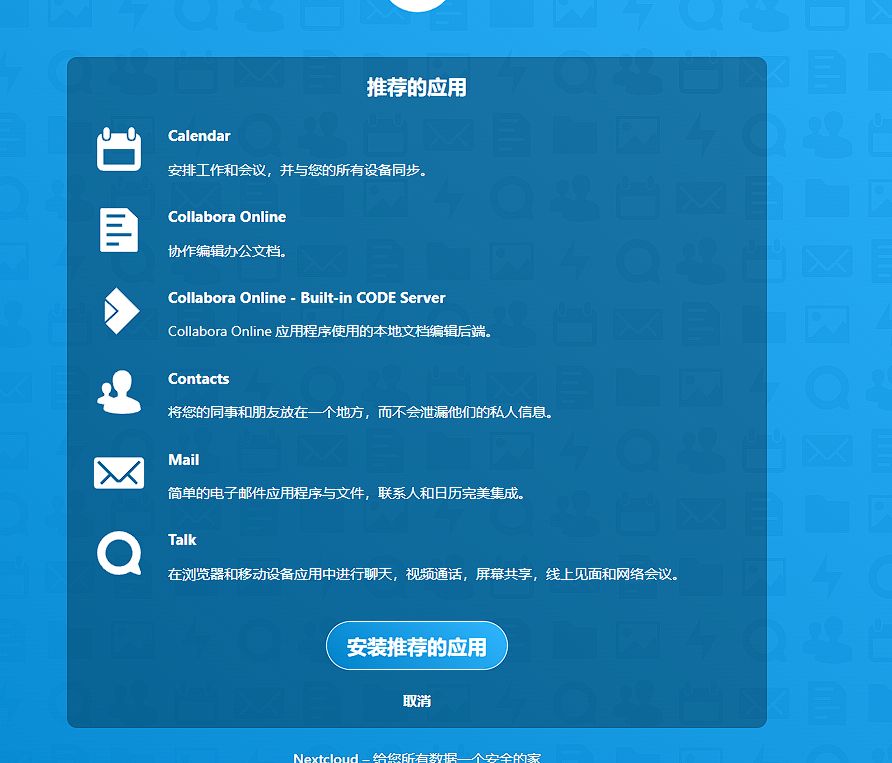 推荐的应用
Calendar
安排工作和会议，并与您的所有设备同步。
Collabora Online
协作编辑办公文档。
Collabora Online - Built-in CODE Server
Collabora Online 应用程序使用的本地文档编辑后端。
Contacts
将您的同事和朋友放在一个地方，而不会泄漏他们的私人信息。
Mail
简单的电子邮件应用程序与文件，联系人和日历完美集成。
Talk
在浏览器和移动设备应用中进行聊天，视频通话，屏幕共享，线上见面和网络会议。
安装推荐的应用
取消
Nextcloud – 给您所有数据一个安全的家